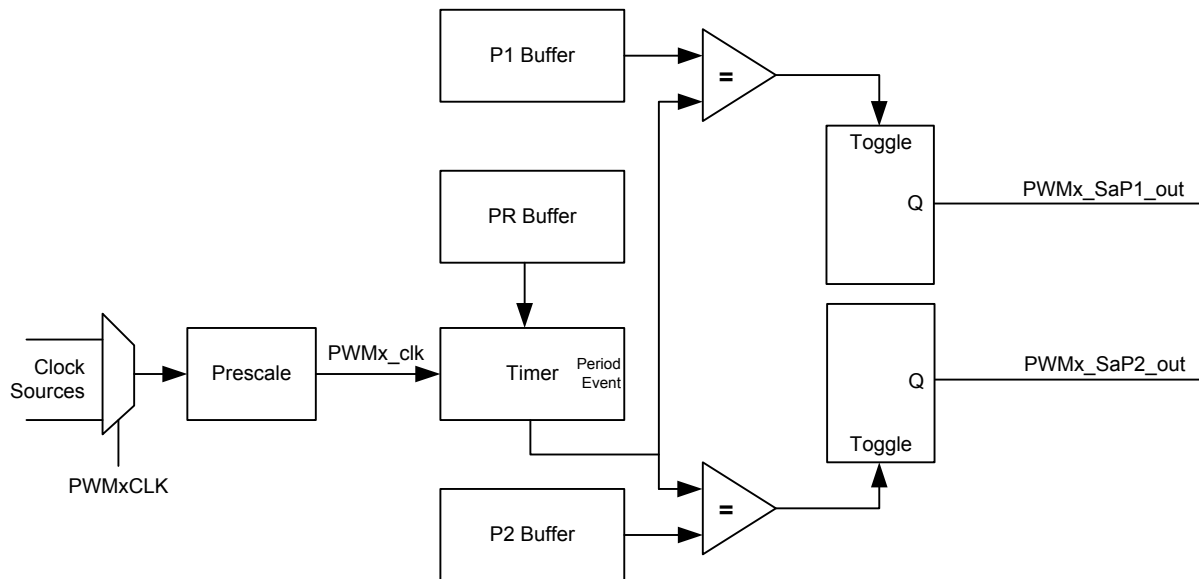 P1 Buffer
=
Toggle
Q
PWMx_SaP1_out
PR Buffer
Clock
Sources
Prescale
PWMx_clk
Timer
Period
Event
PWMxCLK
Q
PWMx_SaP2_out
Toggle
P2 Buffer
=